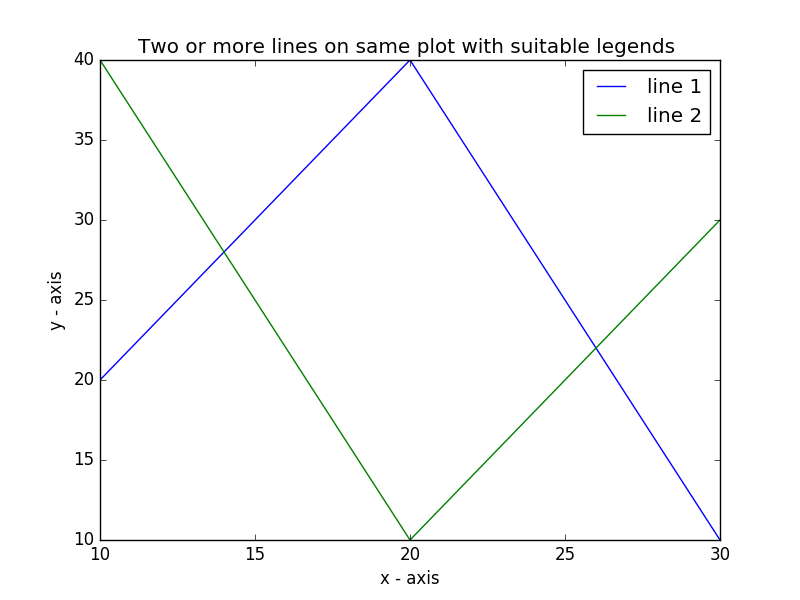 Two or more lines on same plot with suitable legends
line 1
line 2
40
35
30
25
20
15
10
y - axis
10 15 20 25 30
x - axis